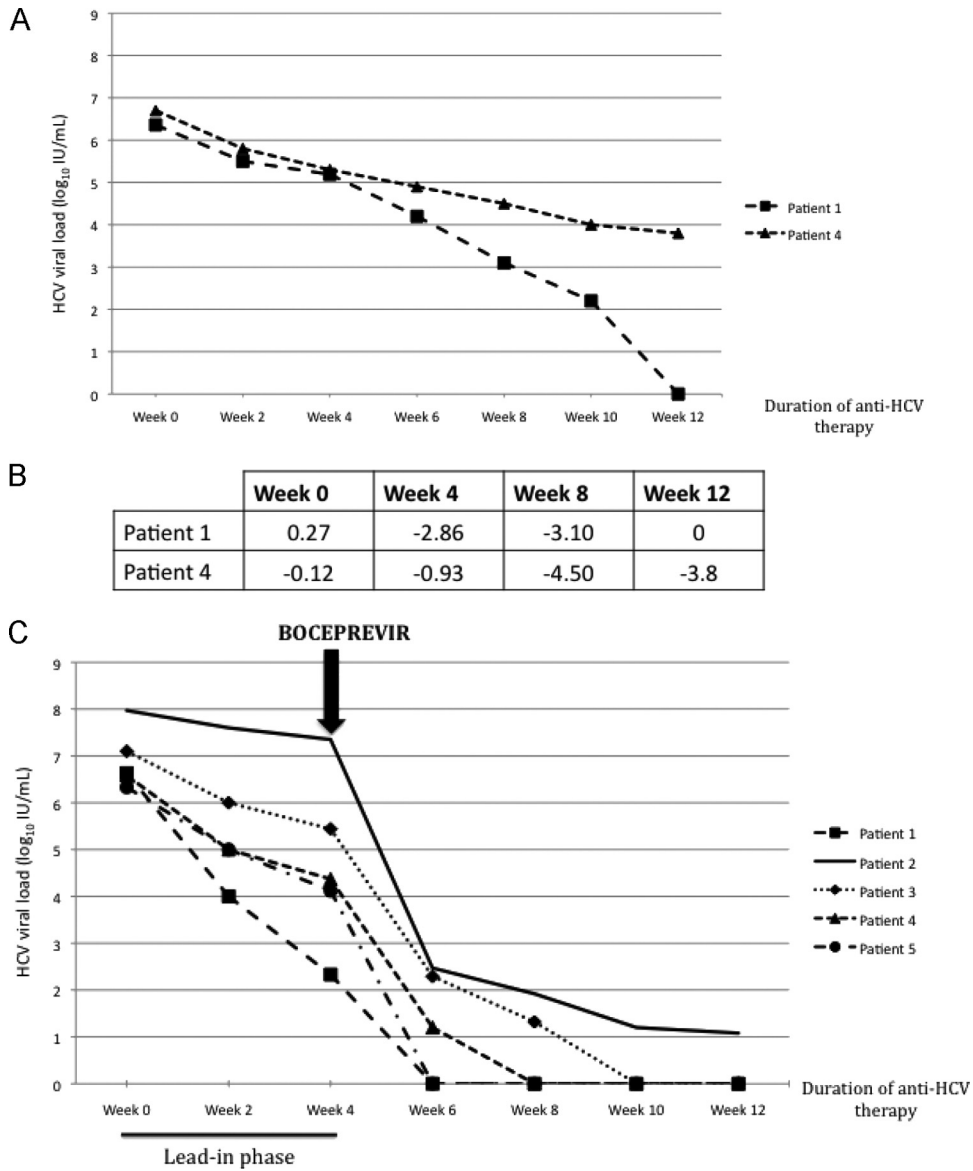 A
9
8
7
6
5
4
3
2
1
0
HCV viral load (log10 IU/mL)
Week 0 Week 2 Week 4 Week 6 Week 8 Week 10 Week 12
Patient 1
Patient 4
Duration of anti-HCV
therapy
B
Week 0 Week 4 Week 8 Week 12
Patient 1 0.27 -2.86 -3.10 0
Patient 4 -0.12 -0.93 -4.50 -3.8
C
BOCEPREVIR
9
8
7
6
5
4
3
2
1
0
HCV viral load (log10 IU/mL)
Week 0 Week 2 Week 4 Week 6 Week 8 Week 10 Week 12
Patient 1
Patient 2
Patient 3
Patient 4
Patient 5
Duration of anti-HCV
therapy
Lead-in phase